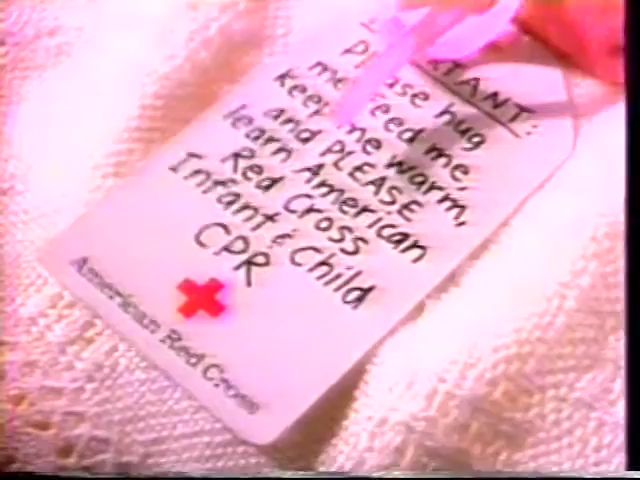 IMPORTANT:
Please hug
me, feed me,
keep me warm,
and PLEASE
learn American
Red Cross
Infant & Child
CPR
American Red Cross